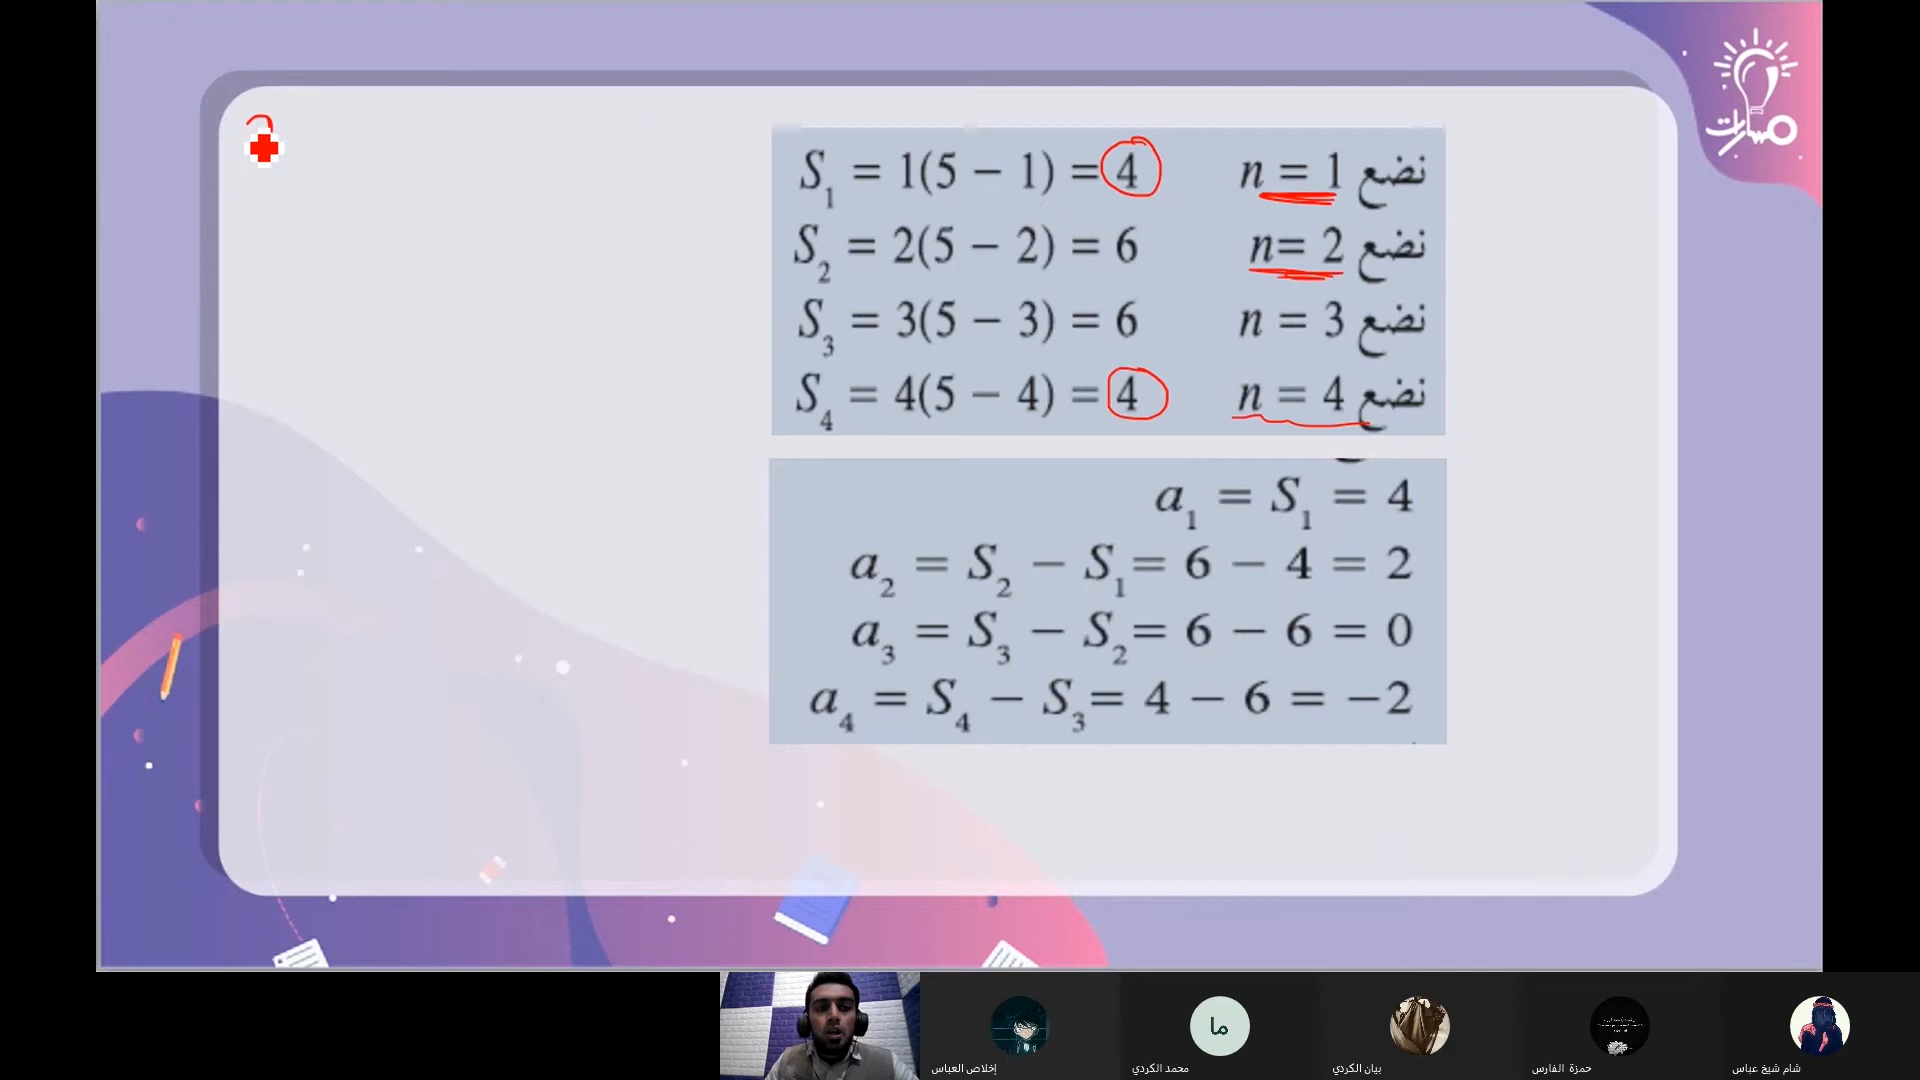 مسارات
S₁ = 1(5 − 1) = 4 نضع n = 1
S₂ = 2(5 − 2) = 6 نضع n= 2
S₃ = 3(5 − 3) = 6 نضع n = 3
S₄ = 4(5 − 4) = 4 نضع n = 4
a₁ = S₁ = 4
a₂ = S₂ − S₁= 6 − 4 = 2
a₃ = S₃ − S₂= 6 − 6 = 0
a₄ = S₄ − S₃= 4 − 6 = −2
ما
إخلاص العباس
محمد الكردي
بيان الكردي
حمزة الفارس
شام شيخ عباس